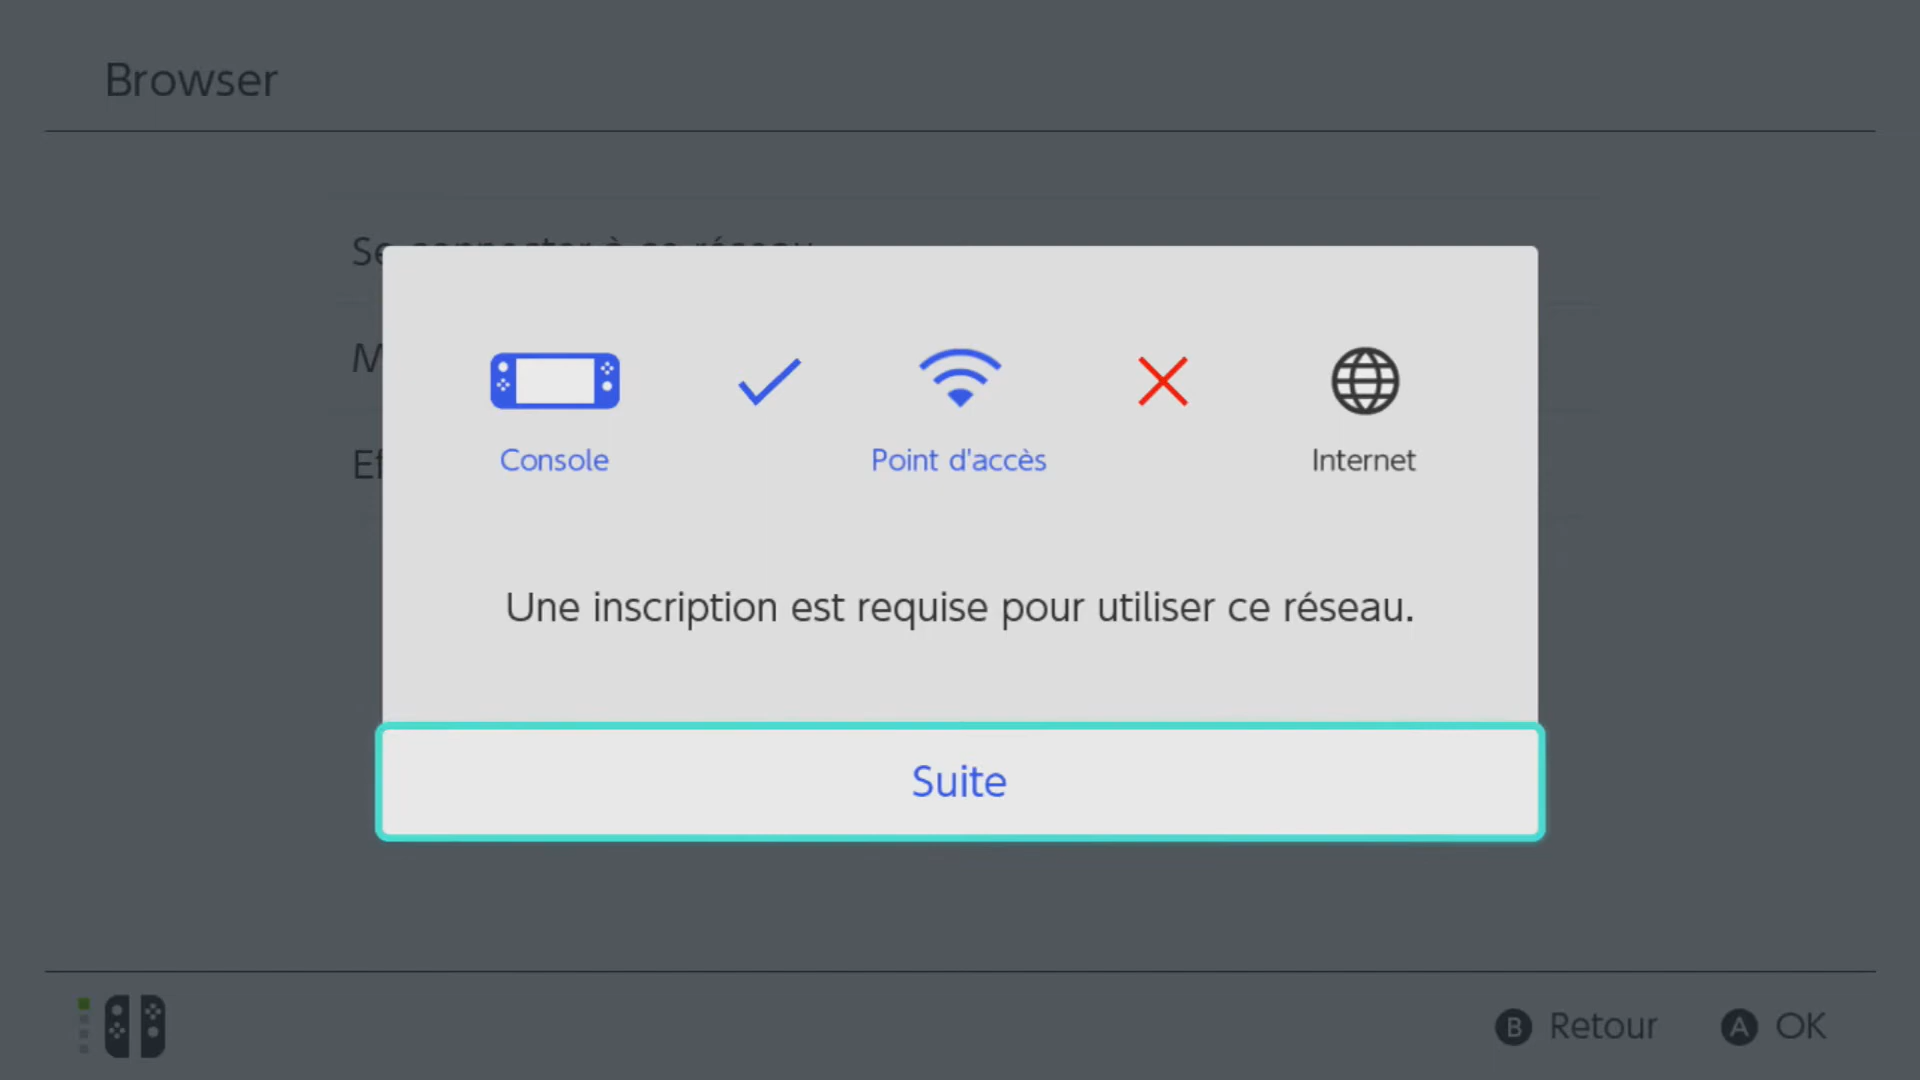 Browser
Console
Point d'accès
Internet
Une inscription est requise pour utiliser ce réseau.
Suite
B Retour
A OK